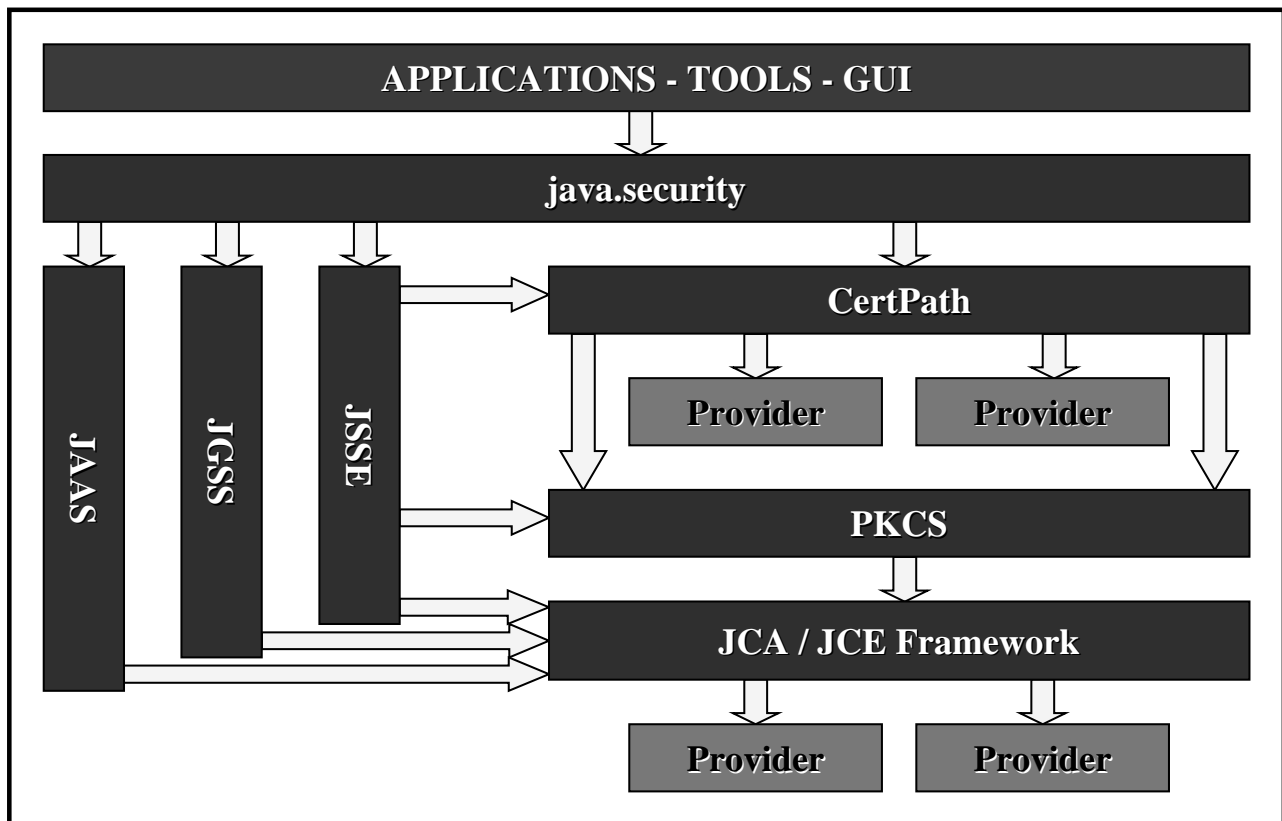 APPLICATIONS - TOOLS - GUI
java.security
JAAS
JGSS
JSSE
CertPath
Provider
Provider
PKCS
JCA / JCE Framework
Provider
Provider